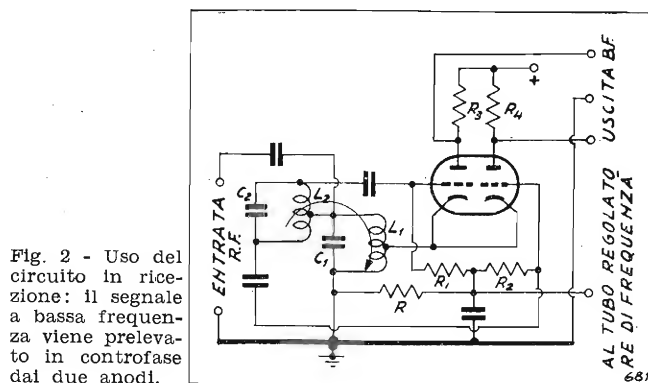 Fig. 2 - Uso del
circuito in rice-
zione: il segnale
a bassa frequen-
za viene preleva-
to in controfase
dai due anodi.
ENTRATA
R.F.
C2
L2
C1
L1
R3
R4
+
R1
R2
R
USCITA B.F.
AL TUBO REGOLATO
RE DI FREQUENZA
681